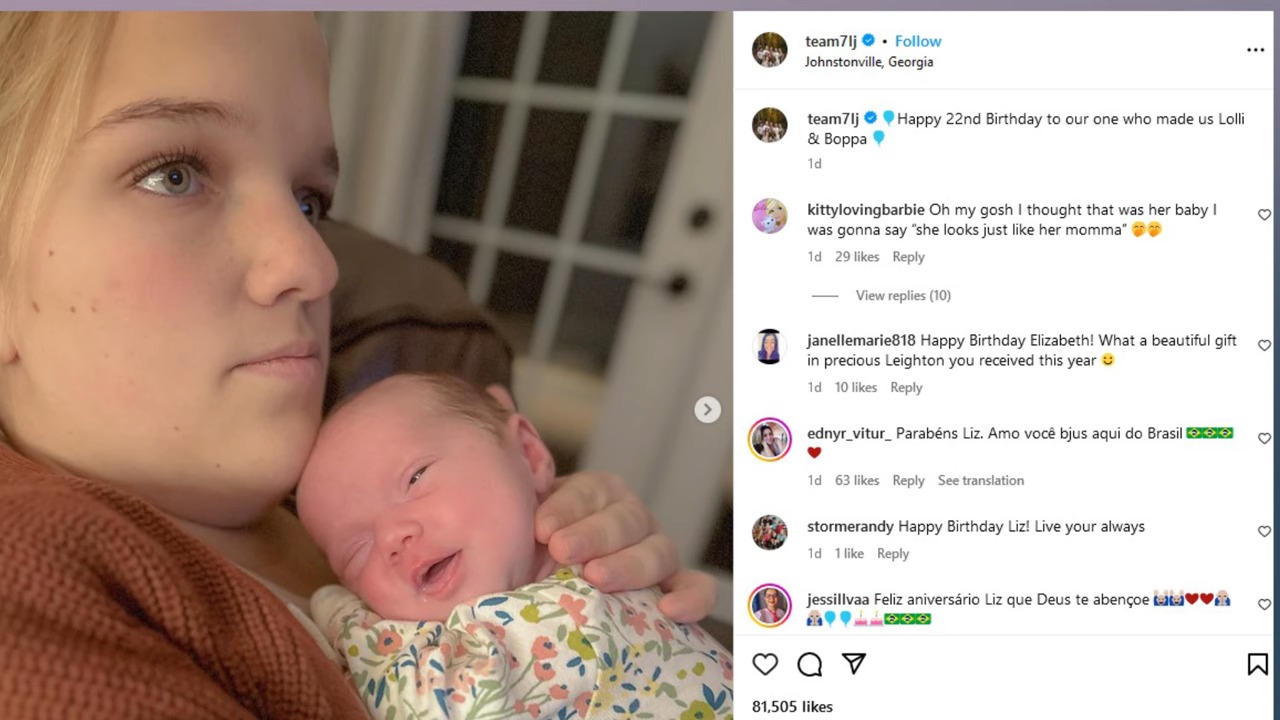 team7lj • Follow
Johnstonville, Georgia
team7lj 🎈Happy 22nd Birthday to our one who made us Lolli
& Boppa 🎈
1d
kittylovingbarbie Oh my gosh I thought that was her baby I
was gonna say “she looks just like her momma” 🤭🤭
1d 29 likes Reply
View replies (10)
janellemarie818 Happy Birthday Elizabeth! What a beautiful gift
in precious Leighton you received this year 😊
1d 10 likes Reply
ednyr_vitur_ Parabéns Liz. Amo você bjus aqui do Brasil 🇧🇷🇧🇷🇧🇷
❤️
1d 63 likes Reply See translation
stormerandy Happy Birthday Liz! Live your always
1d 1 like Reply
jessillvaa Feliz aniversário Liz que Deus te abençoe 🙌🏻🙌🏻❤️❤️🙏🏻
🙏🏻🎈🎈🎂🎂🇧🇷🇧🇷🇧🇷
81,505 likes